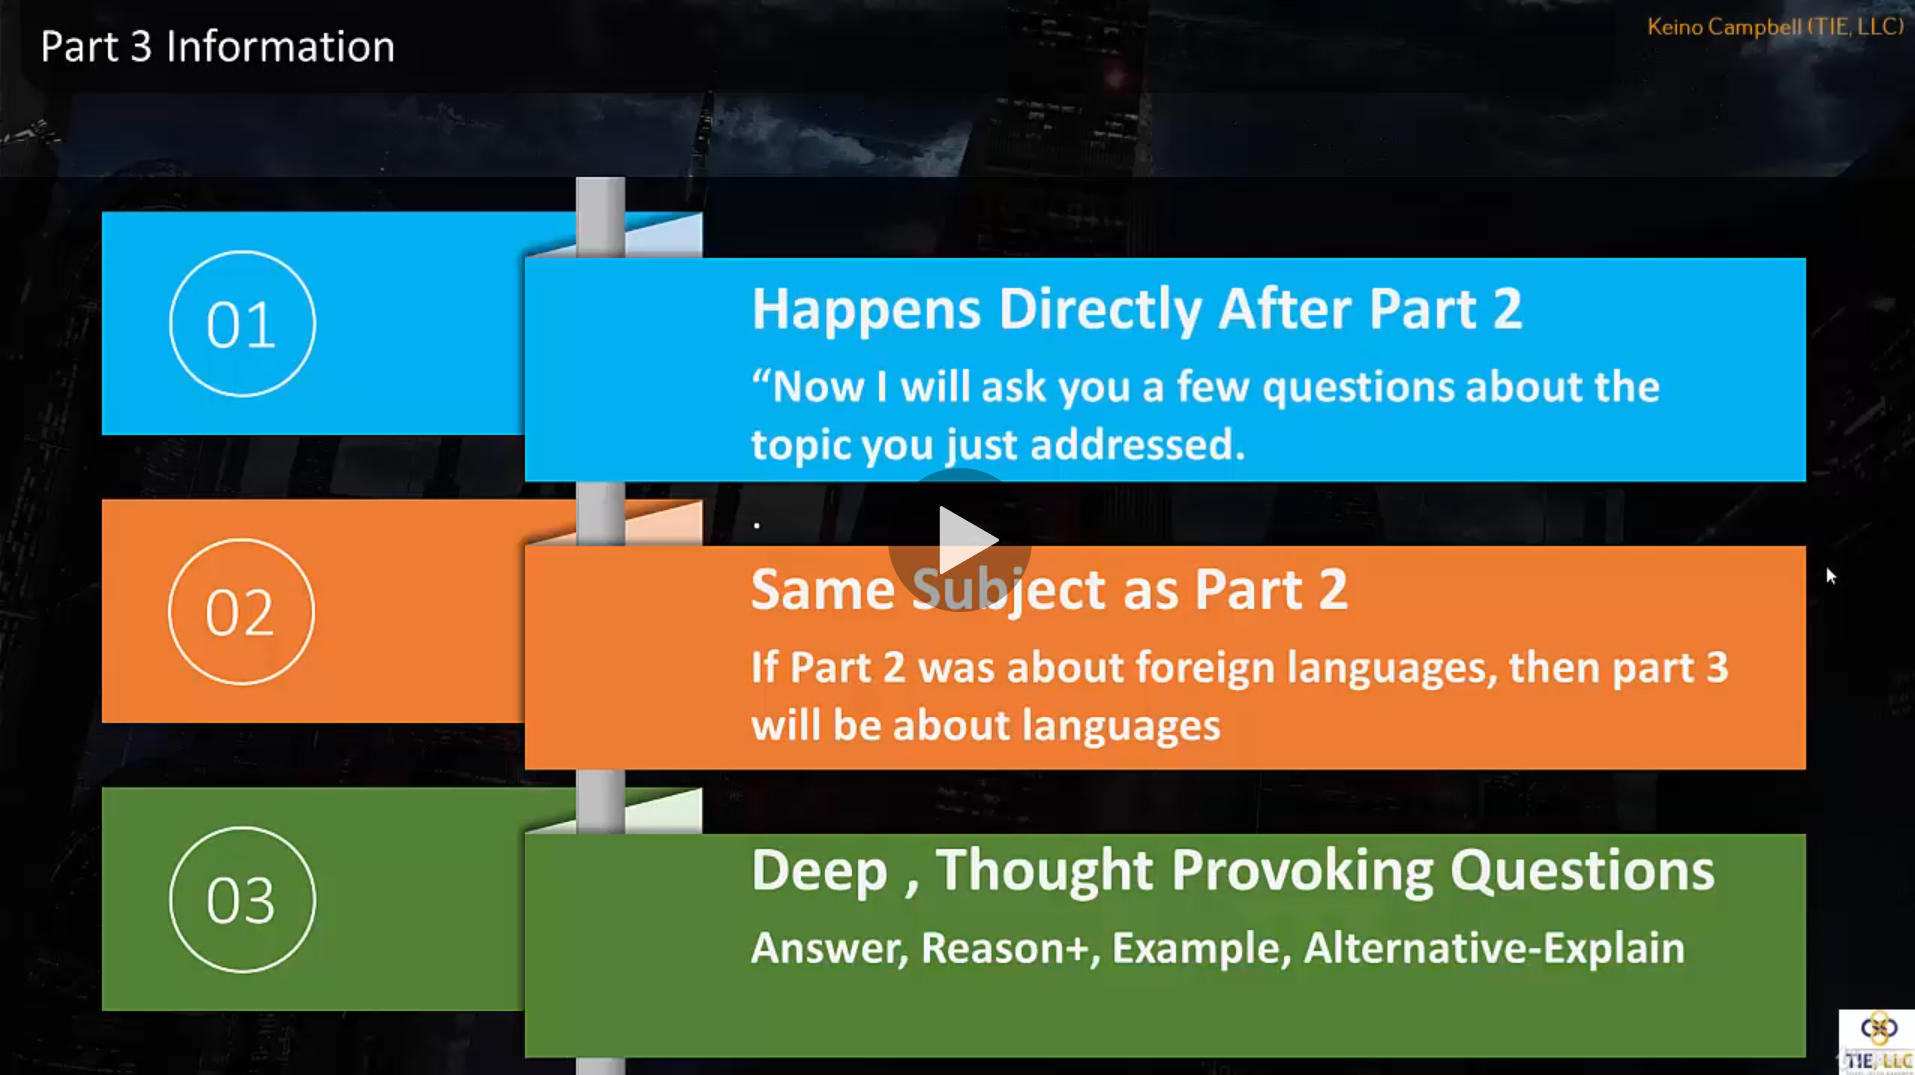 Part 3 Information
Keino Campbell (TIE, LLC)
01
Happens Directly After Part 2
“Now I will ask you a few questions about the
topic you just addressed.
.
02
Same Subject as Part 2
If Part 2 was about foreign languages, then part 3
will be about languages
03
Deep , Thought Provoking Questions
Answer, Reason+, Example, Alternative-Explain
TIE, LLC